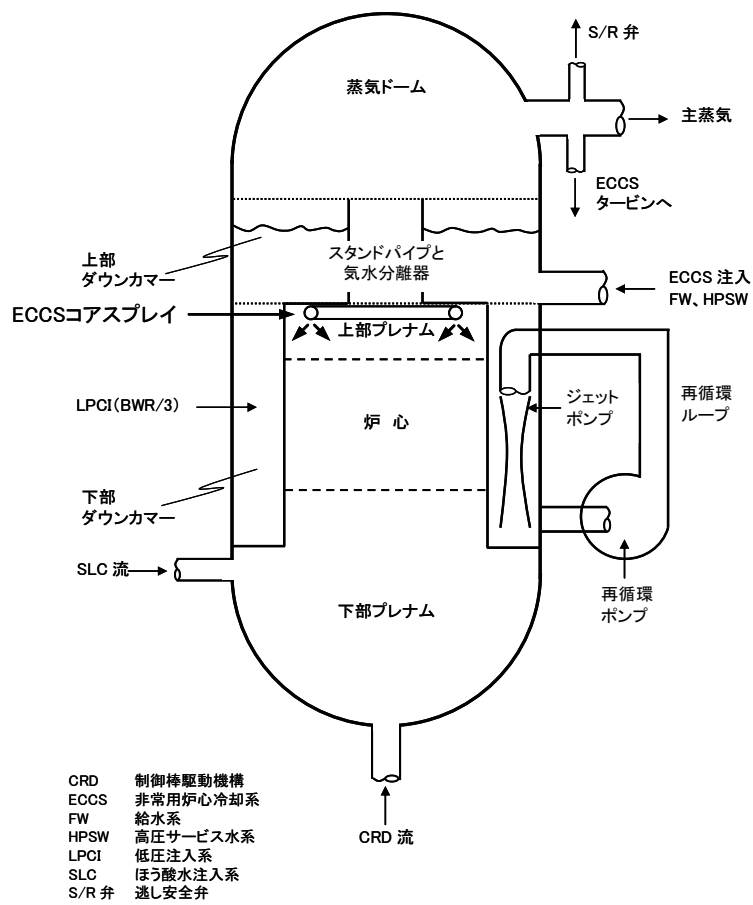 S/R 弁
蒸気ドーム
主蒸気
ECCS
タービンへ
上部
ダウンカマー
スタンドパイプと
気水分離器
ECCS 注入
FW、HPSW
ECCSコアスプレイ
上部プレナム
LPCI(BWR/3)
炉 心
ジェット
ポンプ
再循環
ループ
下部
ダウンカマー
SLC 流
下部プレナム
再循環
ポンプ
CRD 流
CRD 制御棒駆動機構
ECCS 非常用炉心冷却系
FW 給水系
HPSW 高圧サービス水系
LPCI 低圧注入系
SLC ほう酸水注入系
S/R 弁 逃し安全弁